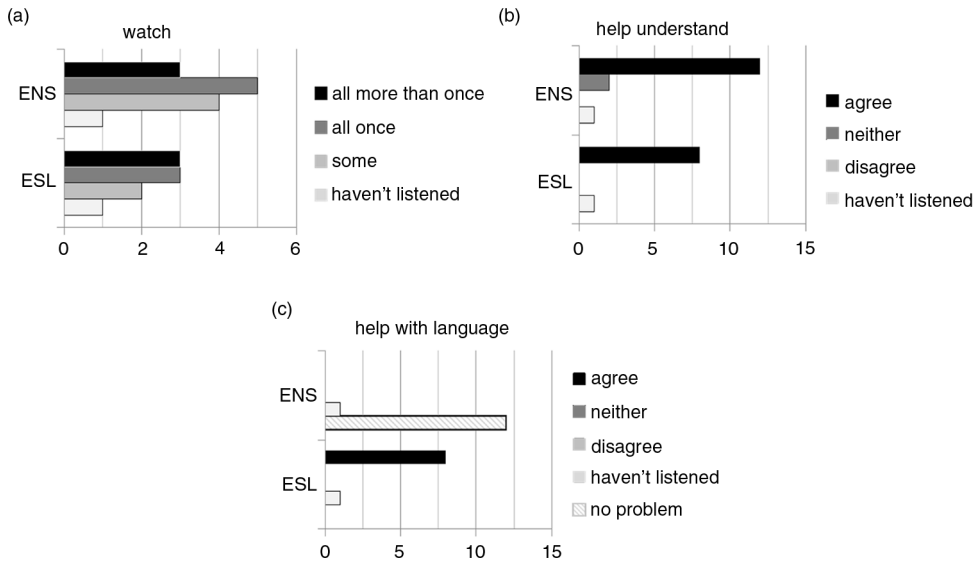 (a)
watch
ENS
ESL
0 2 4 6
all more than once
all once
some
haven't listened
(b)
help understand
ENS
ESL
0 5 10 15
agree
neither
disagree
haven't listened
(c)
help with language
ENS
ESL
0 5 10 15
agree
neither
disagree
haven't listened
no problem